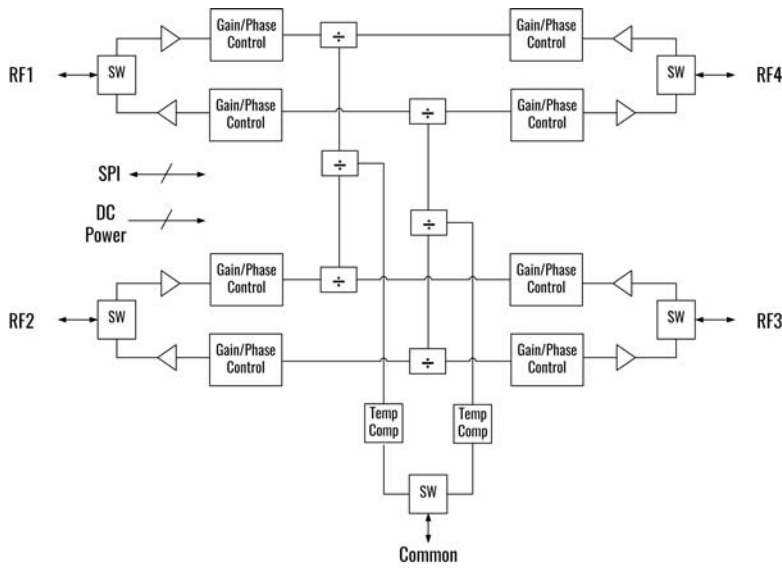 Gain/Phase
Control
÷
Gain/Phase
Control
RF1
SW
SW
RF4
Gain/Phase
Control
÷
Gain/Phase
Control
SPI
÷
DC
Power
÷
Gain/Phase
Control
÷
Gain/Phase
Control
RF2
SW
SW
RF3
Gain/Phase
Control
÷
Gain/Phase
Control
Temp
Comp
Temp
Comp
SW
Common